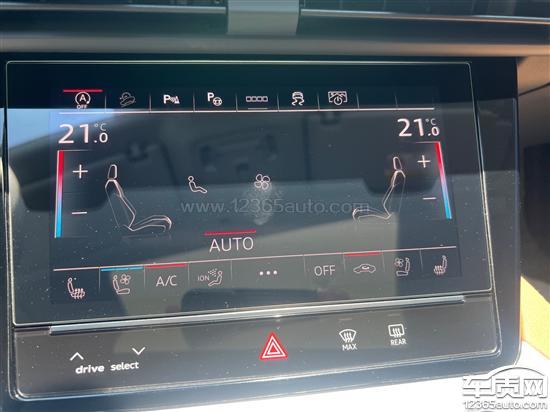 A
OFF
P
P
21.0 °C
21.0 °C
+
+
−
−
www.12365auto.com
AUTO
A/C
ION
•••
OFF
drive select
MAX
REAR
车质网
12365auto.com